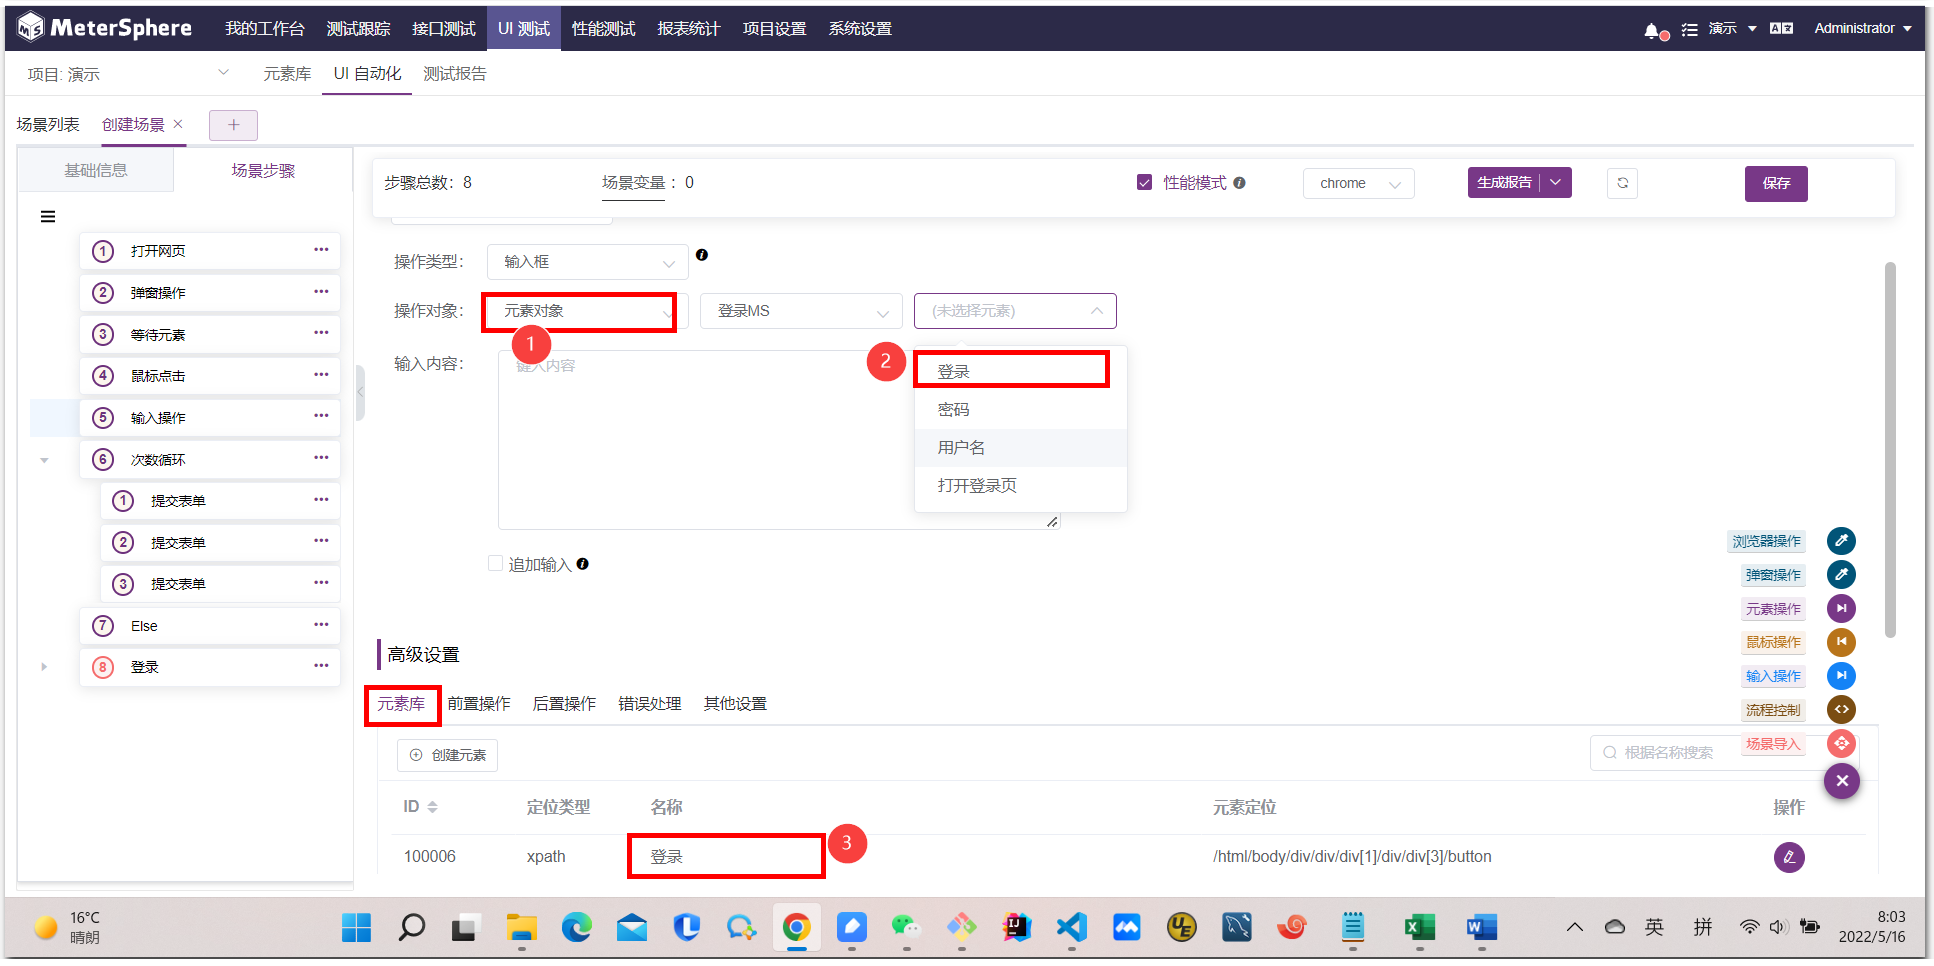 MeterSphere 我的工作台 测试跟踪 接口测试 UI 测试 性能测试 报表统计 项目设置 系统设置 演示 Administrator
项目: 演示 元素库 UI 自动化 测试报告
场景列表 创建场景 × +
基础信息 场景步骤
步骤总数: 8 场景变量 : 0 性能模式 chrome 生成报告 保存
1 打开网页
2 弹窗操作
3 等待元素
4 鼠标点击
5 输入操作
6 次数循环
1 提交表单
2 提交表单
3 提交表单
7 Else
8 登录
操作类型: 输入框
操作对象: 元素对象 登录MS (未选择元素)
1
2
输入内容: 键入内容
登录
密码
用户名
打开登录页
追加输入
浏览器操作
弹窗操作
元素操作
鼠标操作
输入操作
流程控制
场景导入
高级设置
元素库 前置操作 后置操作 错误处理 其他设置
创建元素 根据名称搜索
ID 定位类型 名称 元素定位 操作
100006 xpath 登录 /html/body/div/div/div[1]/div/div[3]/button
3
16°C
晴朗
英 拼
8:03
2022/5/16